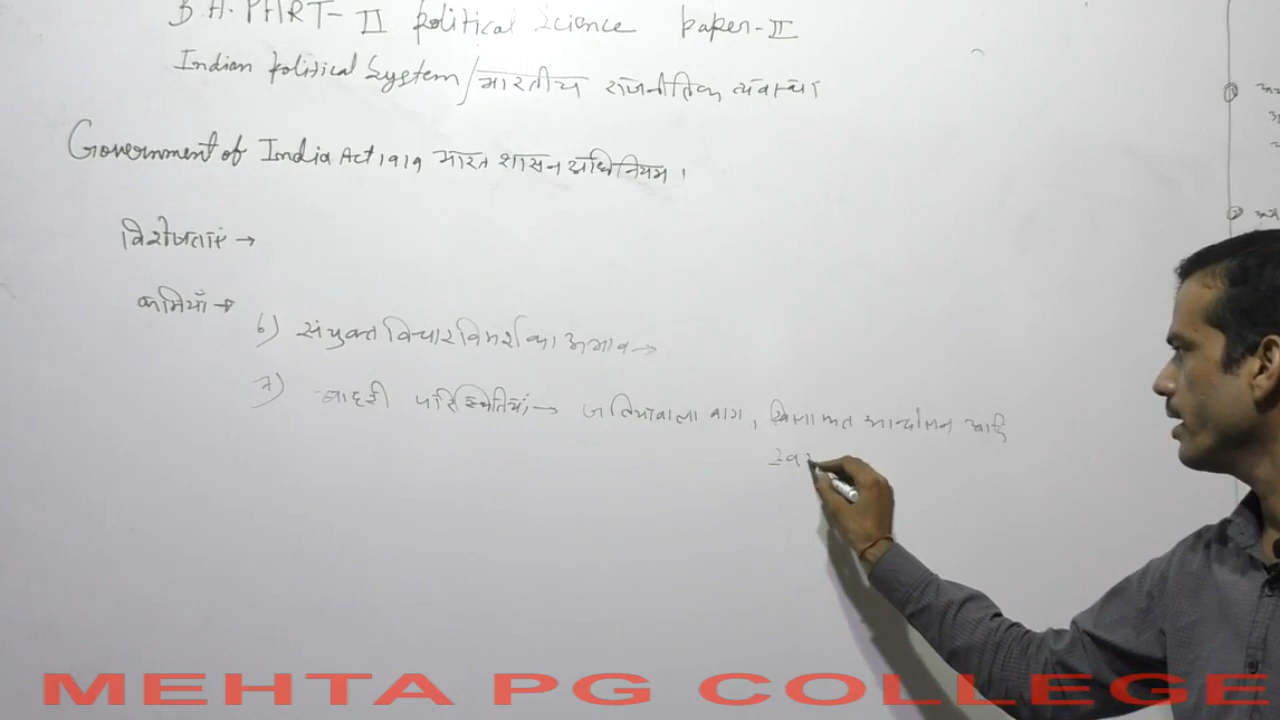 B.A. PART-II Political Science Paper-II
Indian Political System/भारतीय राजनीतिक व्यवस्था
Government of India Act 1919 भारत शासन अधिनियम।
विशेषताएं →
कमियाँ →
6) संयुक्त विचार विमर्श का अभाव →
7) बाहरी परिस्थितियां → जलियावाला बाग, खिलाफत आन्दोलन आदि
MEHTA PG COLLEGE